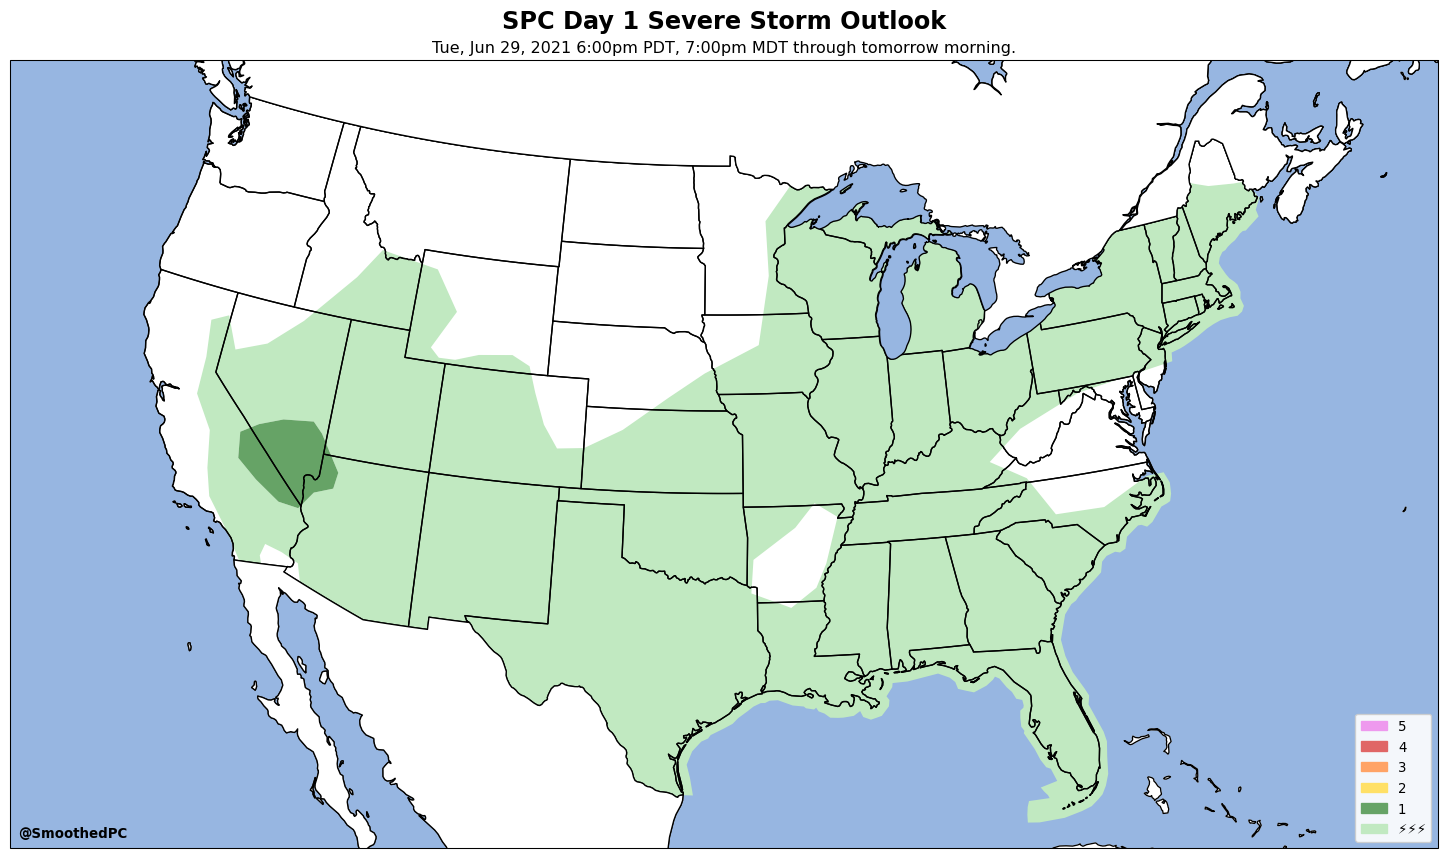 SPC Day 1 Severe Storm Outlook
Tue, Jun 29, 2021 6:00pm PDT, 7:00pm MDT through tomorrow morning.
5
4
3
2
1
⚡⚡⚡
@SmoothedPC